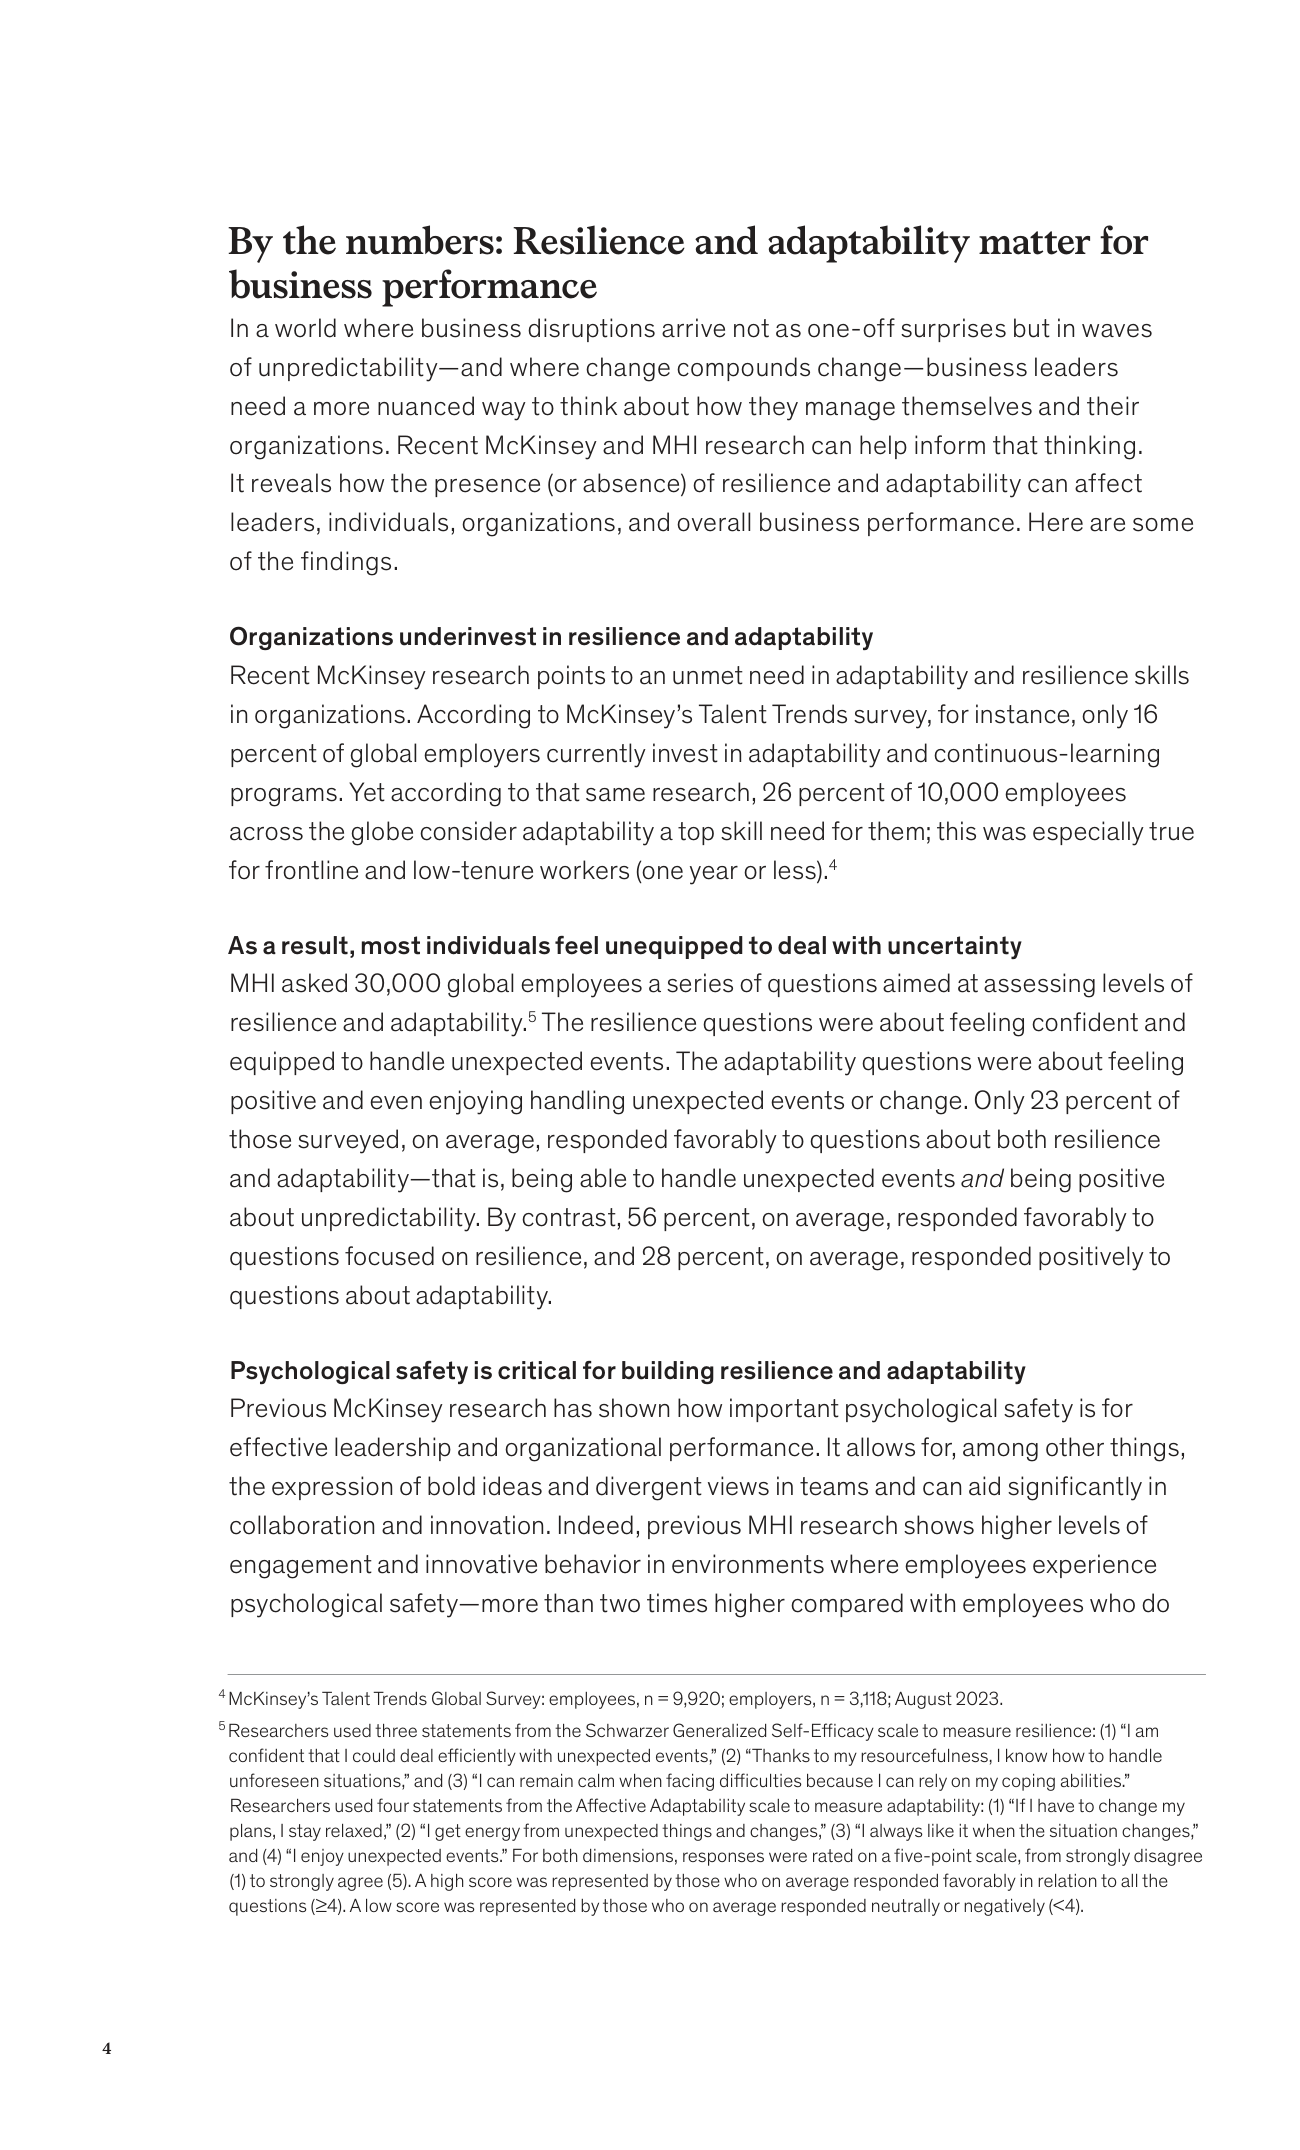 By the numbers: Resilience and adaptability matter for
business performance
In a world where business disruptions arrive not as one-off surprises but in waves
of unpredictability—and where change compounds change—business leaders
need a more nuanced way to think about how they manage themselves and their
organizations. Recent McKinsey and MHI research can help inform that thinking.
It reveals how the presence (or absence) of resilience and adaptability can affect
leaders, individuals, organizations, and overall business performance. Here are some
of the findings.
Organizations underinvest in resilience and adaptability
Recent McKinsey research points to an unmet need in adaptability and resilience skills
in organizations. According to McKinsey’s Talent Trends survey, for instance, only 16
percent of global employers currently invest in adaptability and continuous-learning
programs. Yet according to that same research, 26 percent of 10,000 employees
across the globe consider adaptability a top skill need for them; this was especially true
for frontline and low-tenure workers (one year or less).⁴
As a result, most individuals feel unequipped to deal with uncertainty
MHI asked 30,000 global employees a series of questions aimed at assessing levels of
resilience and adaptability.⁵ The resilience questions were about feeling confident and
equipped to handle unexpected events. The adaptability questions were about feeling
positive and even enjoying handling unexpected events or change. Only 23 percent of
those surveyed, on average, responded favorably to questions about both resilience
and adaptability—that is, being able to handle unexpected events and being positive
about unpredictability. By contrast, 56 percent, on average, responded favorably to
questions focused on resilience, and 28 percent, on average, responded positively to
questions about adaptability.
Psychological safety is critical for building resilience and adaptability
Previous McKinsey research has shown how important psychological safety is for
effective leadership and organizational performance. It allows for, among other things,
the expression of bold ideas and divergent views in teams and can aid significantly in
collaboration and innovation. Indeed, previous MHI research shows higher levels of
engagement and innovative behavior in environments where employees experience
psychological safety—more than two times higher compared with employees who do
⁴ McKinsey’s Talent Trends Global Survey: employees, n = 9,920; employers, n = 3,118; August 2023.
⁵ Researchers used three statements from the Schwarzer Generalized Self-Efficacy scale to measure resilience: (1) “I am
confident that I could deal efficiently with unexpected events,” (2) “Thanks to my resourcefulness, I know how to handle
unforeseen situations,” and (3) “I can remain calm when facing difficulties because I can rely on my coping abilities.”
Researchers used four statements from the Affective Adaptability scale to measure adaptability: (1) “If I have to change my
plans, I stay relaxed,” (2) “I get energy from unexpected things and changes,” (3) “I always like it when the situation changes,”
and (4) “I enjoy unexpected events.” For both dimensions, responses were rated on a five-point scale, from strongly disagree
(1) to strongly agree (5). A high score was represented by those who on average responded favorably in relation to all the
questions (≥4). A low score was represented by those who on average responded neutrally or negatively (<4).
4